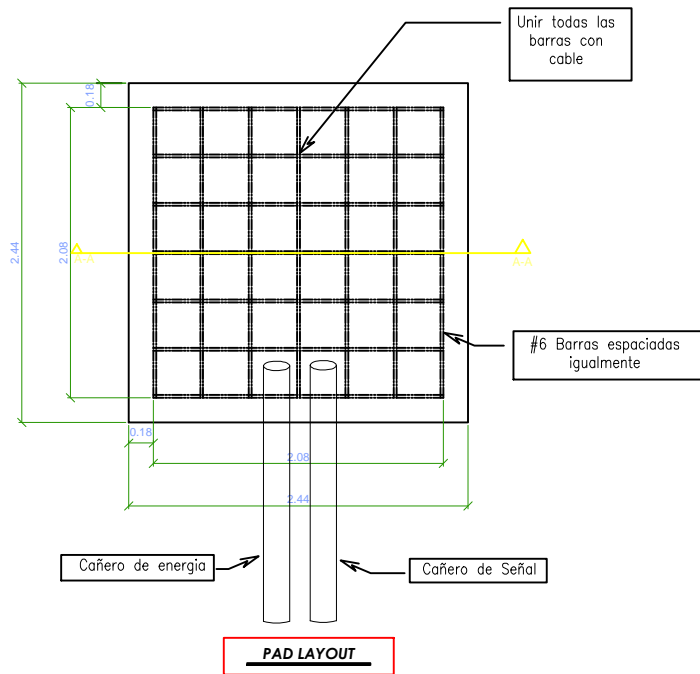 Unir todas las
barras con
cable
0.18
2.44
2.08
A-A
A-A
#6 Barras espaciadas
igualmente
0.18
2.08
2.44
Cañero de energia
Cañero de Señal
PAD LAYOUT